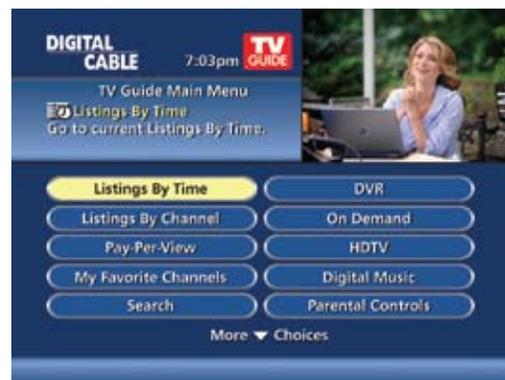 DIGITAL
CABLE
7:03pm
TV
GUIDE
TV Guide Main Menu
Listings By Time
Go to current Listings By Time.
Listings By Time
DVR
Listings By Channel
On Demand
Pay-Per-View
HDTV
My Favorite Channels
Digital Music
Search
Parental Controls
More Choices